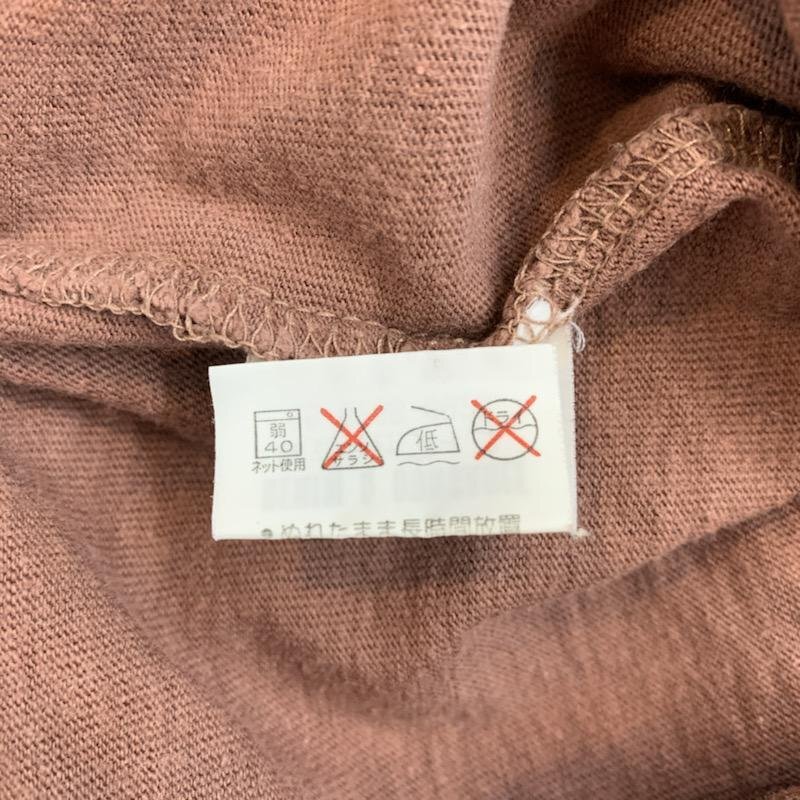 弱
40
ネット使用
エンソ
サラシ
低
ドライ
• ぬれたまま長時間放置